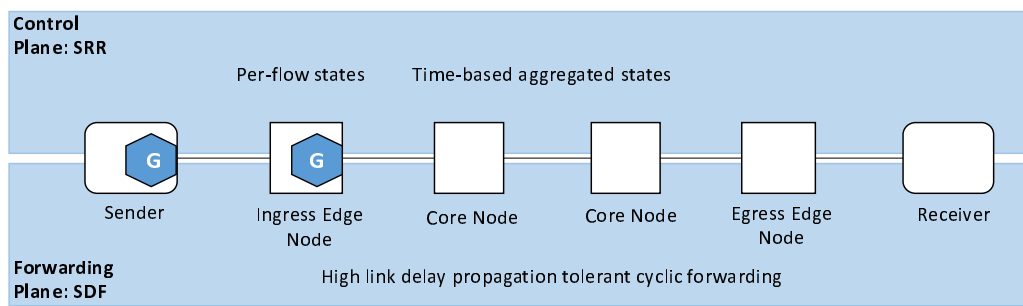 Control
Plane: SRR
Per-flow states
Time-based aggregated states
G
G
Sender
Ingress Edge
Node
Core Node
Core Node
Egress Edge
Node
Receiver
Forwarding
Plane: SDF
High link delay propagation tolerant cyclic forwarding